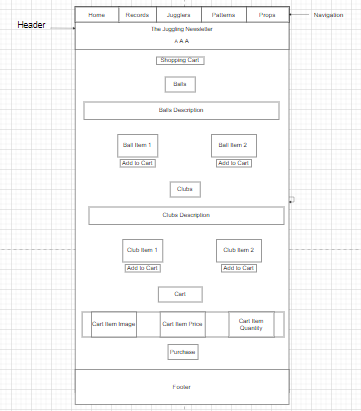 Home Records Jugglers Patterns Props Navigation
Header
The Juggling Newsletter
A A A
Shopping Cart
Balls
Balls Description
Ball Item 1 Ball Item 2
Add to Cart Add to Cart
Clubs
Clubs Description
Club Item 1 Club Item 2
Add to Cart Add to Cart
Cart
Cart Item Image Cart Item Price Cart Item
Quantity
Purchase
Footer